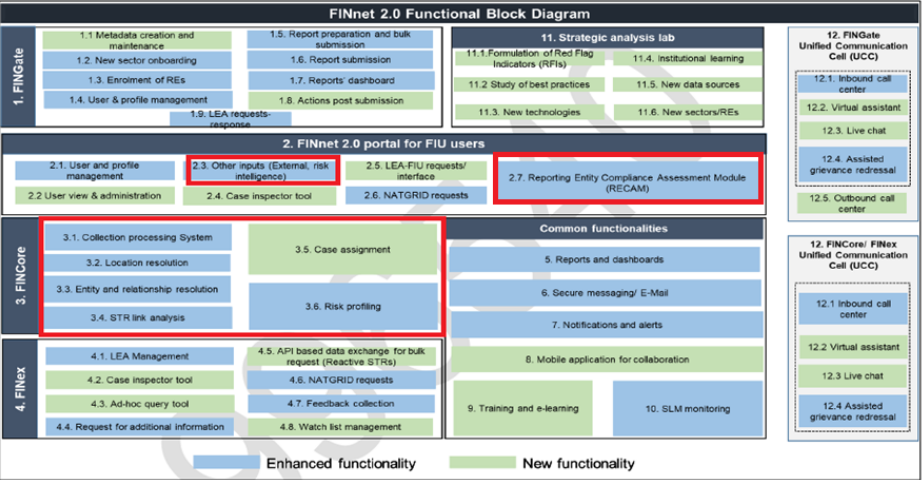 FINnet 2.0 Functional Block Diagram
1. FINGate
1.1 Metadata creation and
maintenance
1.2. New sector onboarding
1.3. Enrolment of REs
1.4. User & profile management
1.5. Report preparation and bulk
submission
1.6. Report submission
1.7. Reports' dashboard
1.8. Actions post submission
1.9. LEA requests-
response
11. Strategic analysis lab
11.1.Formulation of Red Flag
Indicators (RFIs)
11.2 Study of best practices
11.3. New technologies
11.4. Institutional learning
11.5. New data sources
11.6. New sectors/REs
12. FINGate
Unified Communication
Cell (UCC)
12.1. Inbound call
center
12.2. Virtual assistant
12.3. Live chat
12.4. Assisted
grievance redressal
12.5. Outbound call
center
2. FINnet 2.0 portal for FIU users
2.1. User and profile
management
2.2 User view & administration
2.3. Other inputs (External, risk
intelligence)
2.4. Case inspector tool
2.5. LEA-FIU requests/
interface
2.6. NATGRID requests
2.7. Reporting Entity Compliance Assessment Module
(RECAM)
3. FINCore
3.1. Collection processing System
3.2. Location resolution
3.3. Entity and relationship resolution
3.4. STR link analysis
3.5. Case assignment
3.6. Risk profiling
Common functionalities
5. Reports and dashboards
6. Secure messaging/ E-Mail
7. Notifications and alerts
8. Mobile application for collaboration
9. Training and e-learning
10. SLM monitoring
12. FINCore/ FINex
Unified Communication
Cell (UCC)
12.1 Inbound call
center
12.2 Virtual assistant
12.3 Live chat
12.4 Assisted
grievance redressal
4. FINex
4.1. LEA Management
4.2. Case inspector tool
4.3. Ad-hoc query tool
4.4. Request for additional information
4.5. API based data exchange for bulk
request (Reactive STRs)
4.6. NATGRID requests
4.7. Feedback collection
4.8. Watch list management
Enhanced functionality
New functionality